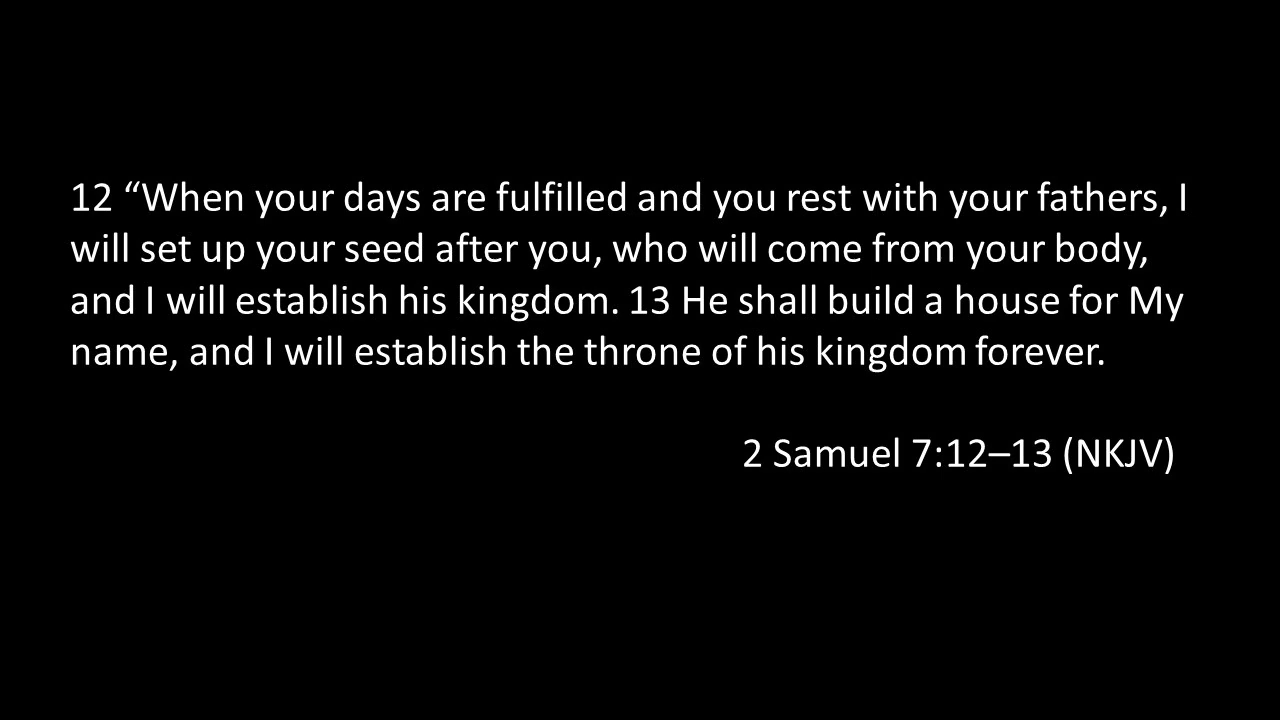 12 “When your days are fulfilled and you rest with your fathers, I
will set up your seed after you, who will come from your body,
and I will establish his kingdom. 13 He shall build a house for My
name, and I will establish the throne of his kingdom forever.
2 Samuel 7:12–13 (NKJV)